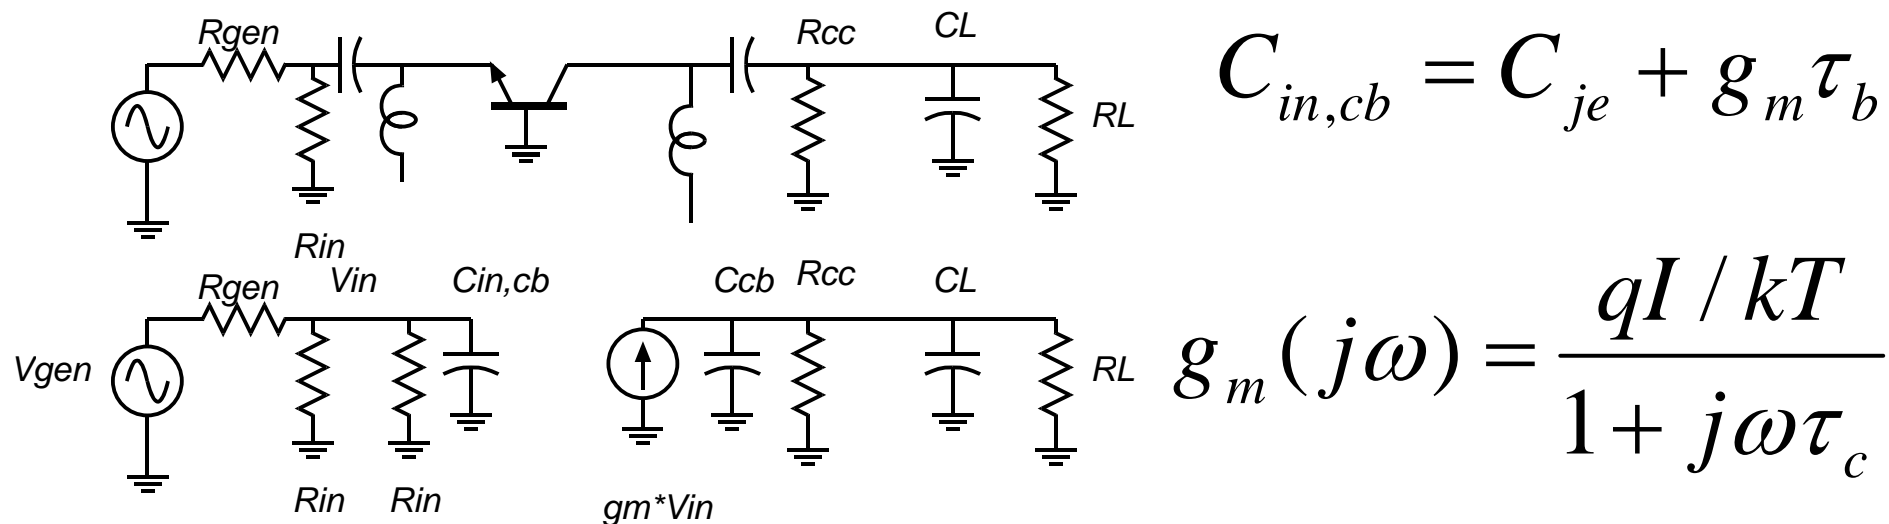 Rgen
Rcc
CL
RL
Rin
C_{in,cb} = C_{je} + g_m τ_b
Rgen
Vin
Cin,cb
Ccb
Rcc
CL
Vgen
RL
Rin
Rin
gm*Vin
g_m(jω) = \frac{qI / kT}{1 + jωτ_c}